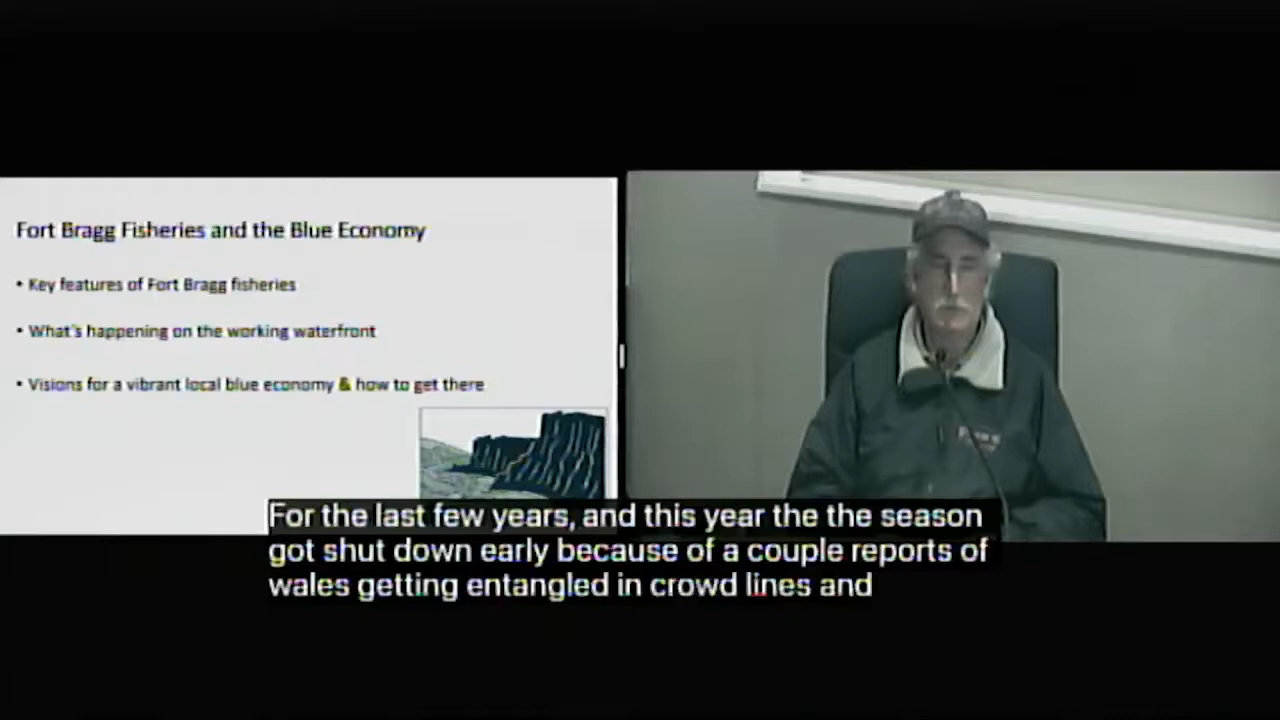 Fort Bragg Fisheries and the Blue Economy
• Key features of Fort Bragg fisheries
• What's happening on the working waterfront
• Visions for a vibrant local blue economy & how to get there
For the last few years, and this year the the season
got shut down early because of a couple reports of
wales getting entangled in crowd lines and